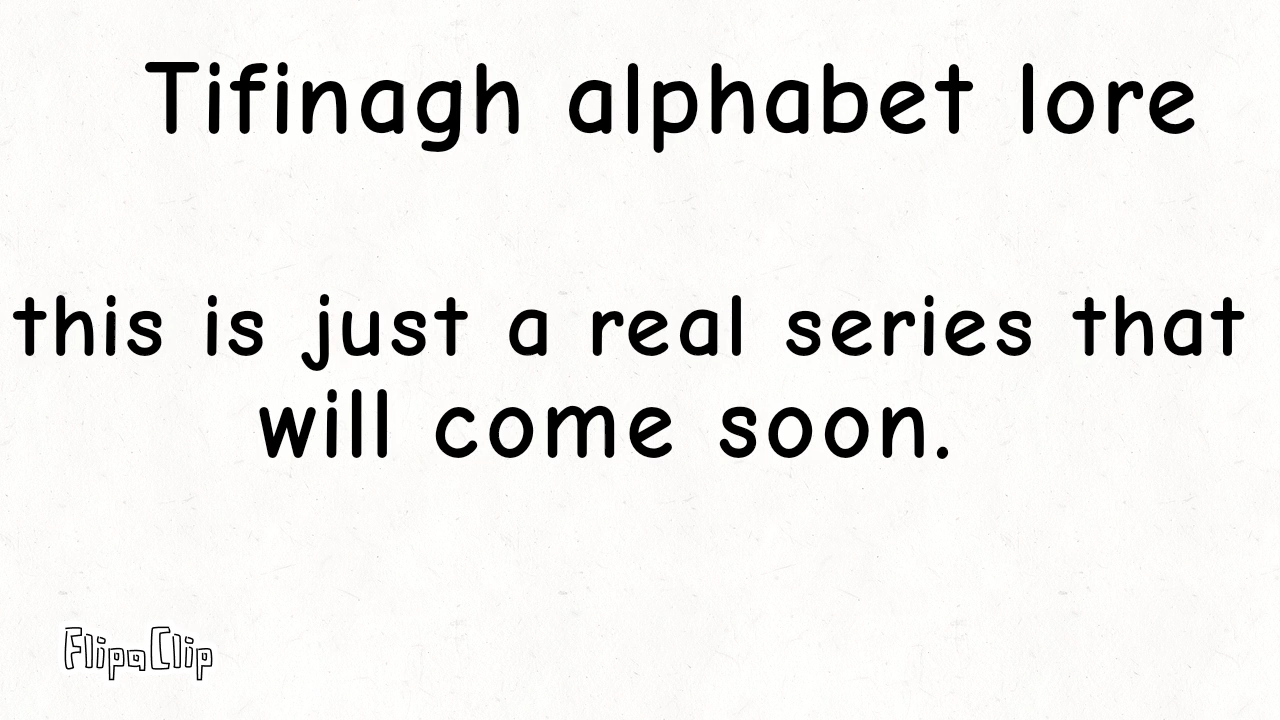 Tifinagh alphabet lore
this is just a real series that
will come soon.
FlipaClip